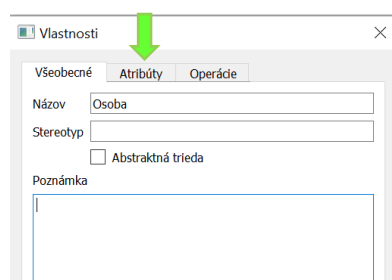 Vlastnosti
Všeobecné Atribúty Operácie
Názov Osoba
Stereotyp
Abstraktná trieda
Poznámka